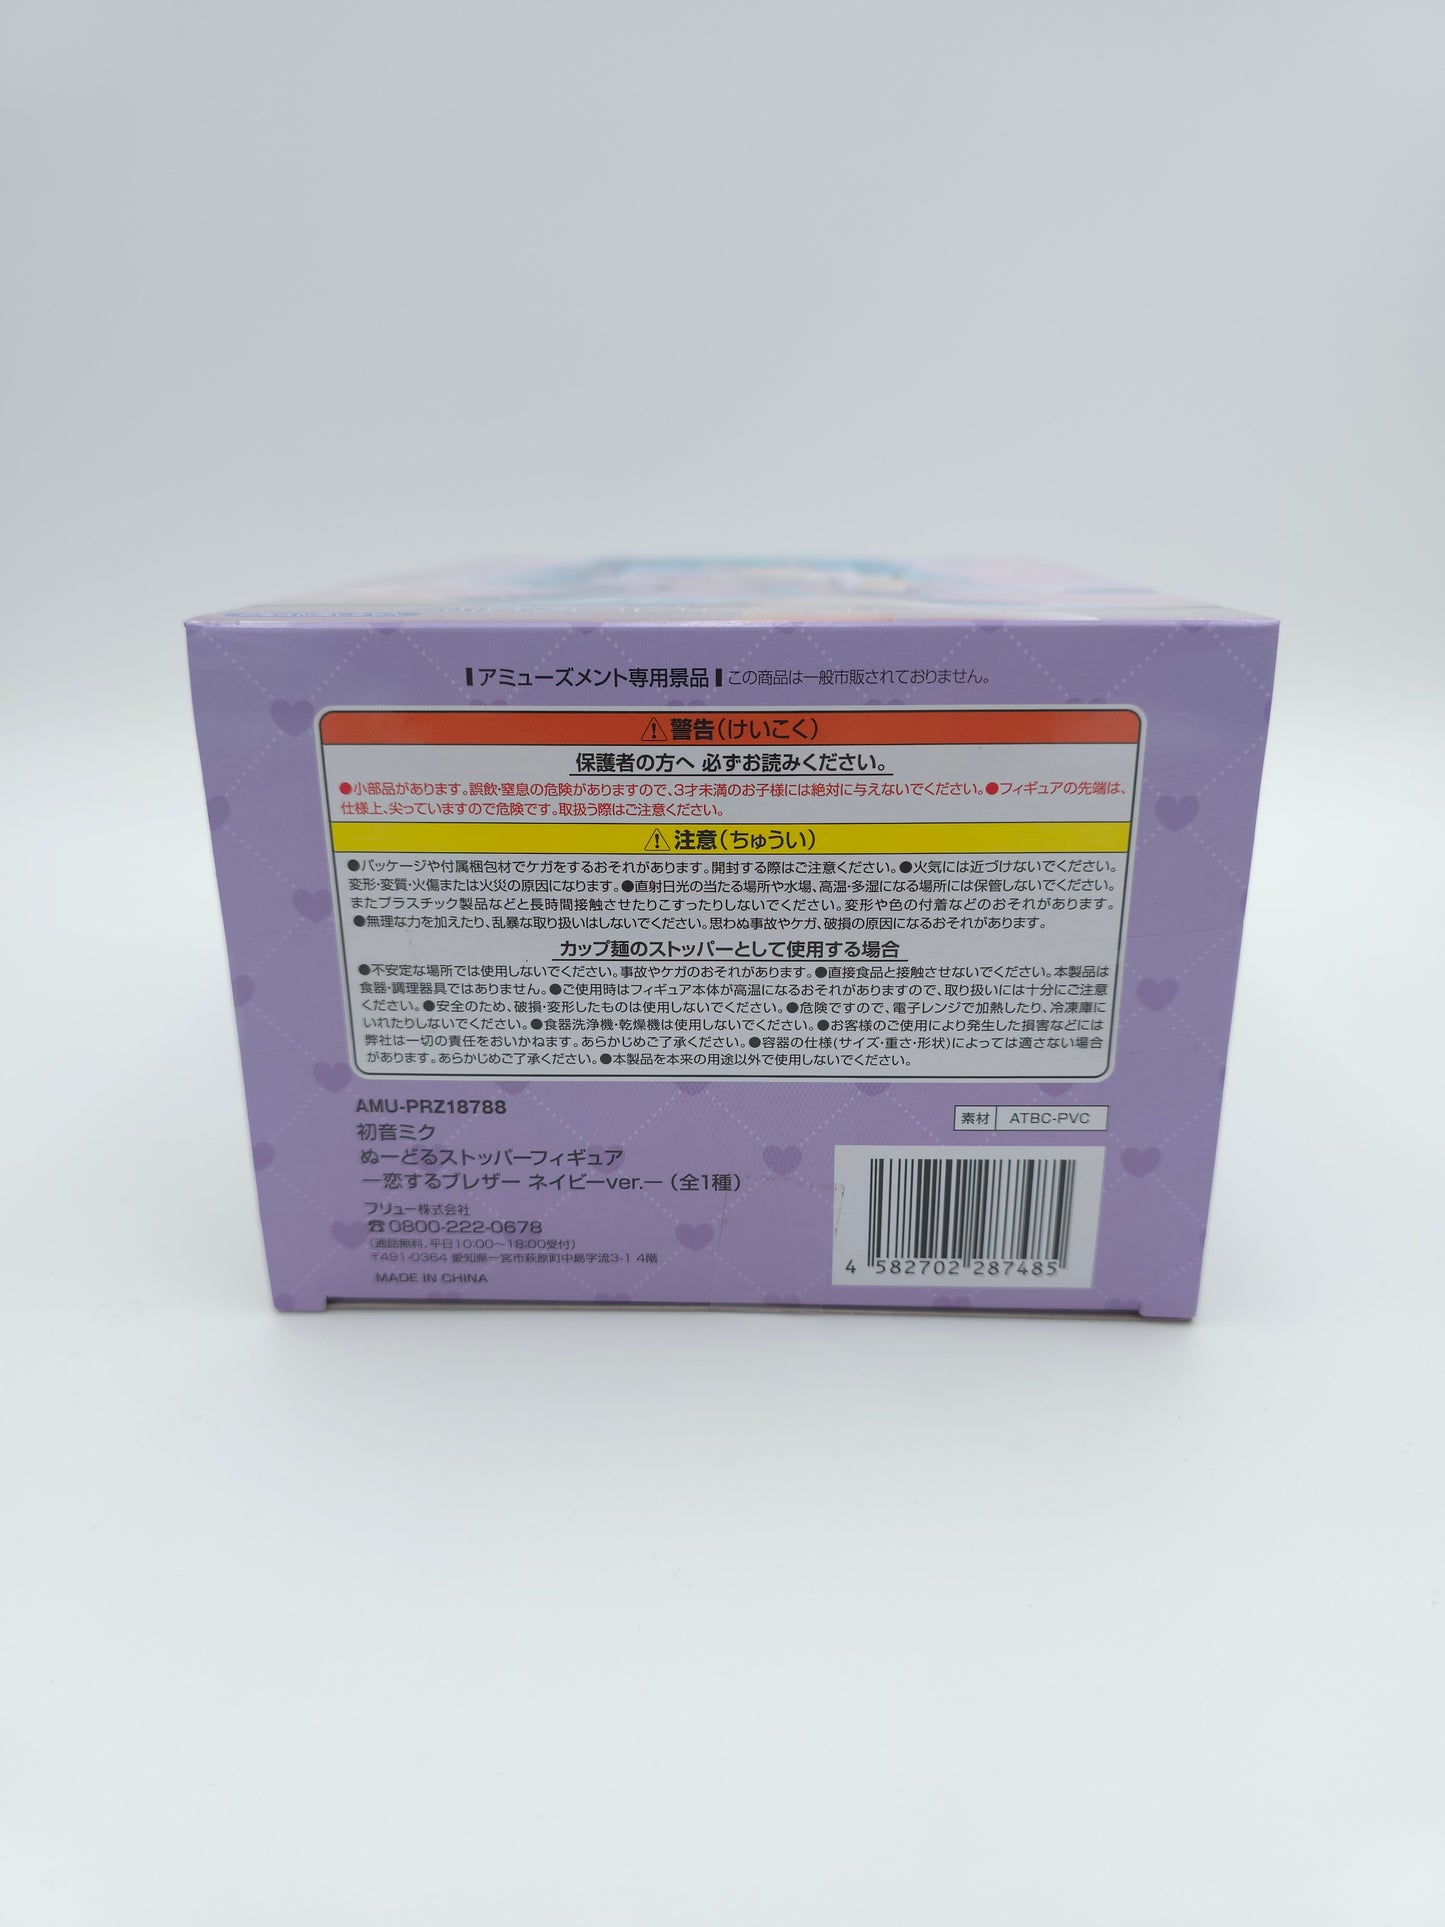 アミューズメント専用景品 この商品は一般市販されておりません。
警告(けいこく)
保護者の方へ 必ずお読みください。
●小部品があります。誤飲・窒息の危険がありますので、3才未満のお子様には絶対に与えないでください。●フィギュアの先端は、
仕様上、尖っていますので危険です。取扱う際はご注意ください。
注意(ちゅうい)
●パッケージや付属梱包材でケガをするおそれがあります。開封する際はご注意ください。●火気には近づけないでください。
変形・変質・火傷または火災の原因になります。●直射日光の当たる場所や水場、高温・多湿になる場所には保管しないでください。
またプラスチック製品などと長時間接触させたりこすったりしないでください。変形や色の付着などのおそれがあります。
●無理な力を加えたり、乱暴な取り扱いはしないでください。思わぬ事故やケガ、破損の原因になるおそれがあります。
カップ麺のストッパーとして使用する場合
●不安定な場所では使用しないでください。事故やケガのおそれがあります。●直接食品と接触させないでください。本製品は
食器・調理器具ではありません。●ご使用時はフィギュア本体が高温になるおそれがありますので、取り扱いには十分にご注意
ください。●安全のため、破損・変形したものは使用しないでください。●危険ですので、電子レンジで加熱したり、冷凍庫に
いれたりしないでください。●食器洗浄機・乾燥機は使用しないでください。●お客様のご使用により発生した損害などには
弊社は一切の責任をおいかねます。あらかじめご了承ください。●容器の仕様(サイズ・重さ・形状)によっては適さない場合
があります。あらかじめご了承ください。●本製品を本来の用途以外で使用しないでください。
AMU-PRZ18788
初音ミク
ぬーどるストッパーフィギュア
―恋するブレザー ネイビーver.―(全1種)
フリュー株式会社
☎0800-222-0678
(通話無料、平日10:00～18:00受付)
〒491-0364 愛知県一宮市萩原町中島字流3-1 4階
MADE IN CHINA
素材 ATBC-PVC
4 582702 287485